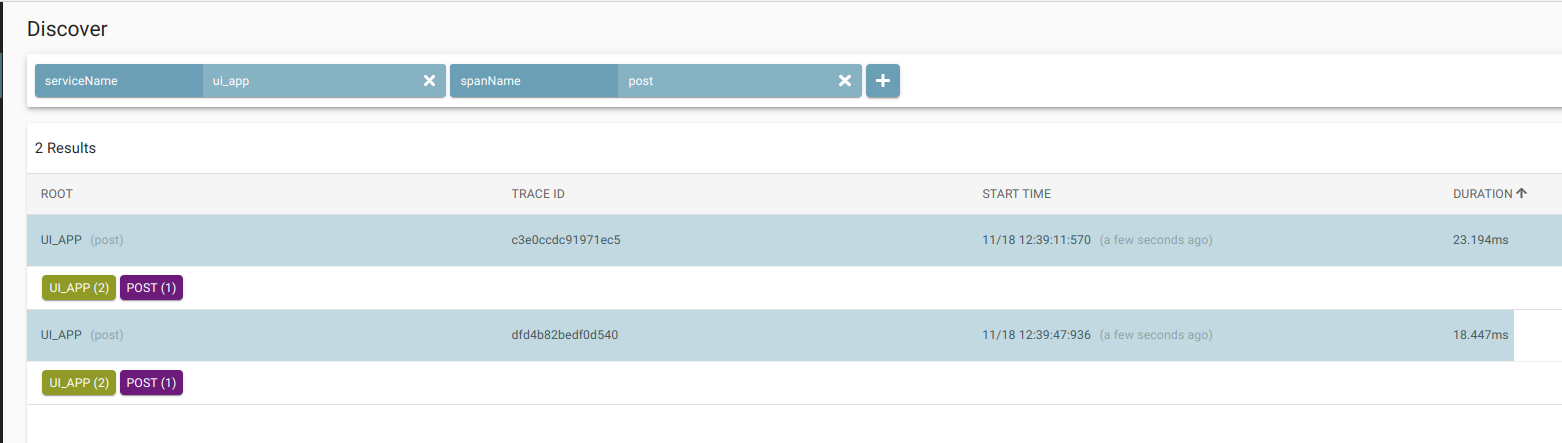 Discover
serviceName ui_app spanName post
2 Results
ROOT TRACE ID START TIME DURATION
UI_APP (post) c3e0ccdc91971ec5 11/18 12:39:11:570 (a few seconds ago) 23.194ms
UI_APP (2) POST (1)
UI_APP (post) dfd4b82bedf0d540 11/18 12:39:47:936 (a few seconds ago) 18.447ms
UI_APP (2) POST (1)